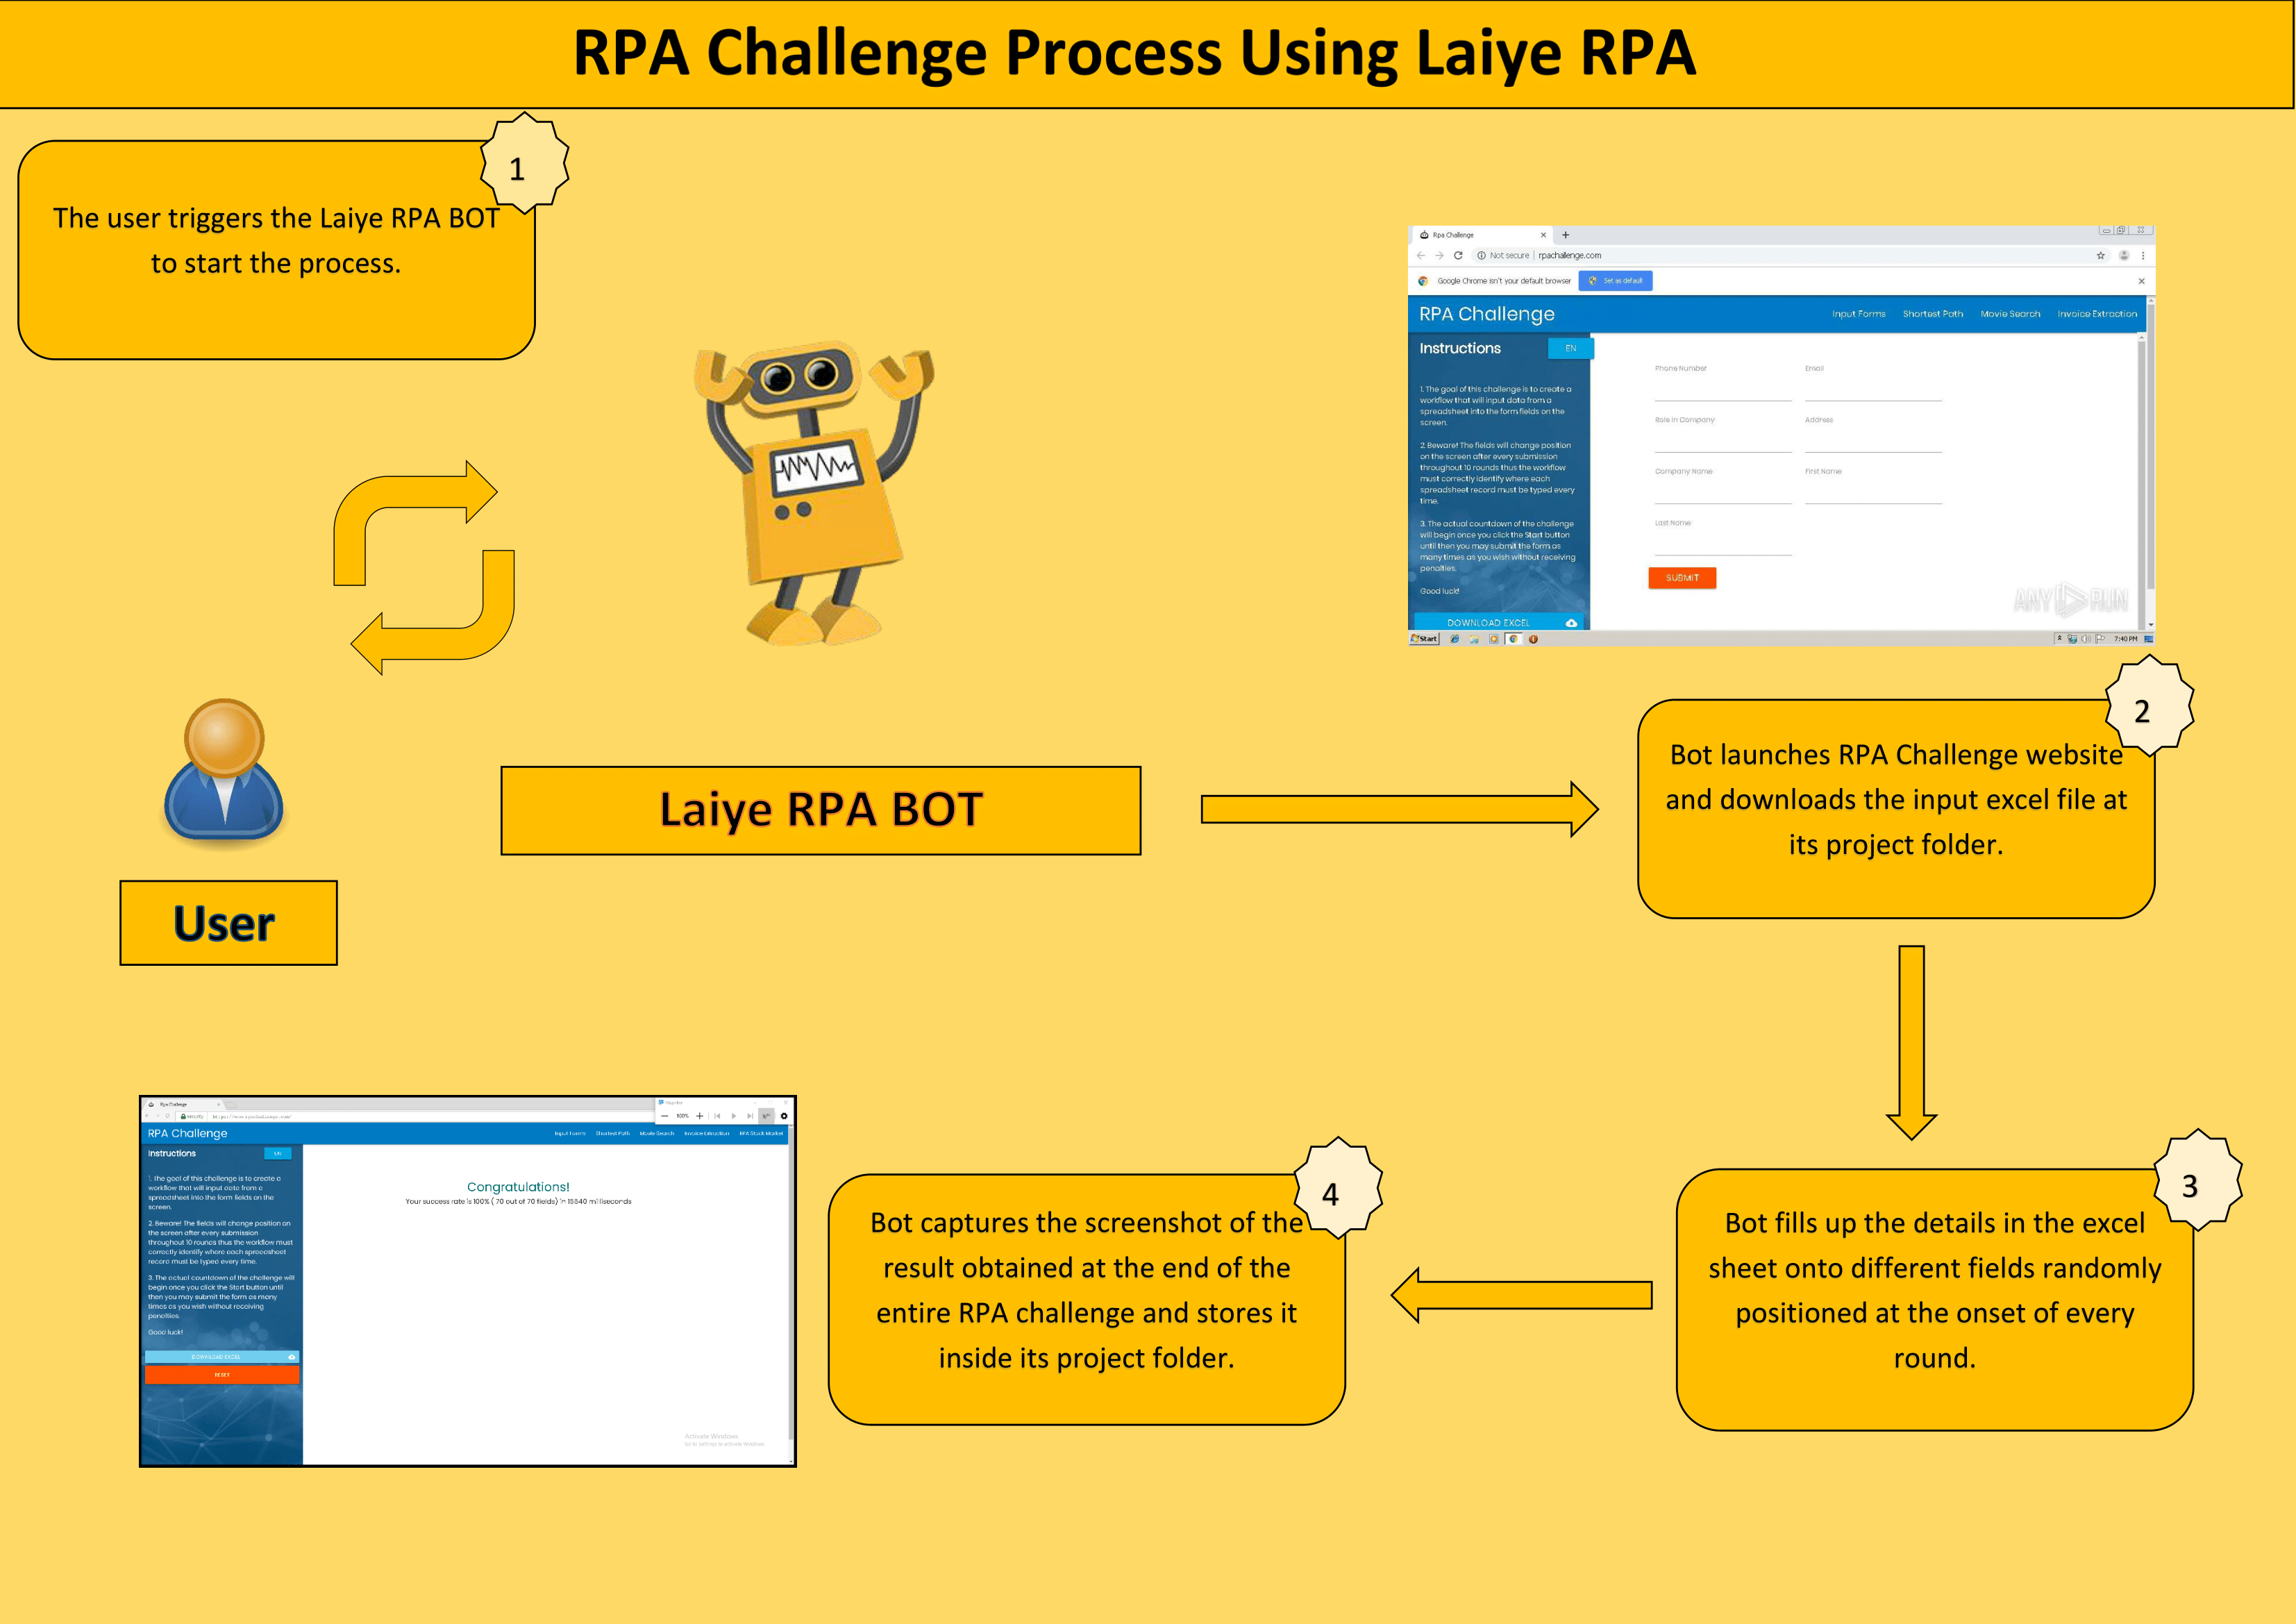 RPA Challenge Process Using Laiye RPA
1
The user triggers the Laiye RPA BOT
to start the process.
Rpa Challenge
Not secure | rpachallenge.com
Google Chrome isn't your default browser
Set as default
RPA Challenge
Input Forms
Shortest Path
Movie Search
Invoice Extraction
Instructions
EN
1. The goal of this challenge is to create a
workflow that will input data from a
spreadsheet into the form fields on the
screen.
2. Beware! The fields will change position
on the screen after every submission
throughout 10 rounds thus the workflow
must correctly identify where each
spreadsheet record must be typed every
time.
3. The actual countdown of the challenge
will begin once you click the Start button
until then you may submit the form as
many times as you wish without receiving
penalties.
Good luck!
DOWNLOAD EXCEL
Phone Number
Email
Role in Company
Address
Company Name
First Name
Last Name
SUBMIT
ANY RUN
Start
7:40 PM
2
Bot launches RPA Challenge website
and downloads the input excel file at
its project folder.
Laiye RPA BOT
User
3
Bot fills up the details in the excel
sheet onto different fields randomly
positioned at the onset of every
round.
4
Bot captures the screenshot of the
result obtained at the end of the
entire RPA challenge and stores it
inside its project folder.
Rpa Challenge
100%
RPA Challenge
Input Forms
Shortest Path
Movie Search
Invoice Extraction
RPA Stock Market
Instructions
EN
1. The goal of this challenge is to create a
workflow that will input data from a
spreadsheet into the form fields on the
screen.
2. Beware! The fields will change position on
the screen after every submission
throughout 10 rounds thus the workflow must
correctly identify where each spreadsheet
record must be typed every time.
3. The actual countdown of the challenge will
begin once you click the Start button until
then you may submit the form as many
times as you wish without receiving
penalties.
Good luck!
DOWNLOAD EXCEL
RESET
Congratulations!
Your success rate is 100% ( 70 out of 70 fields) in 15840 milliseconds
Activate Windows
Go to Settings to activate Windows.